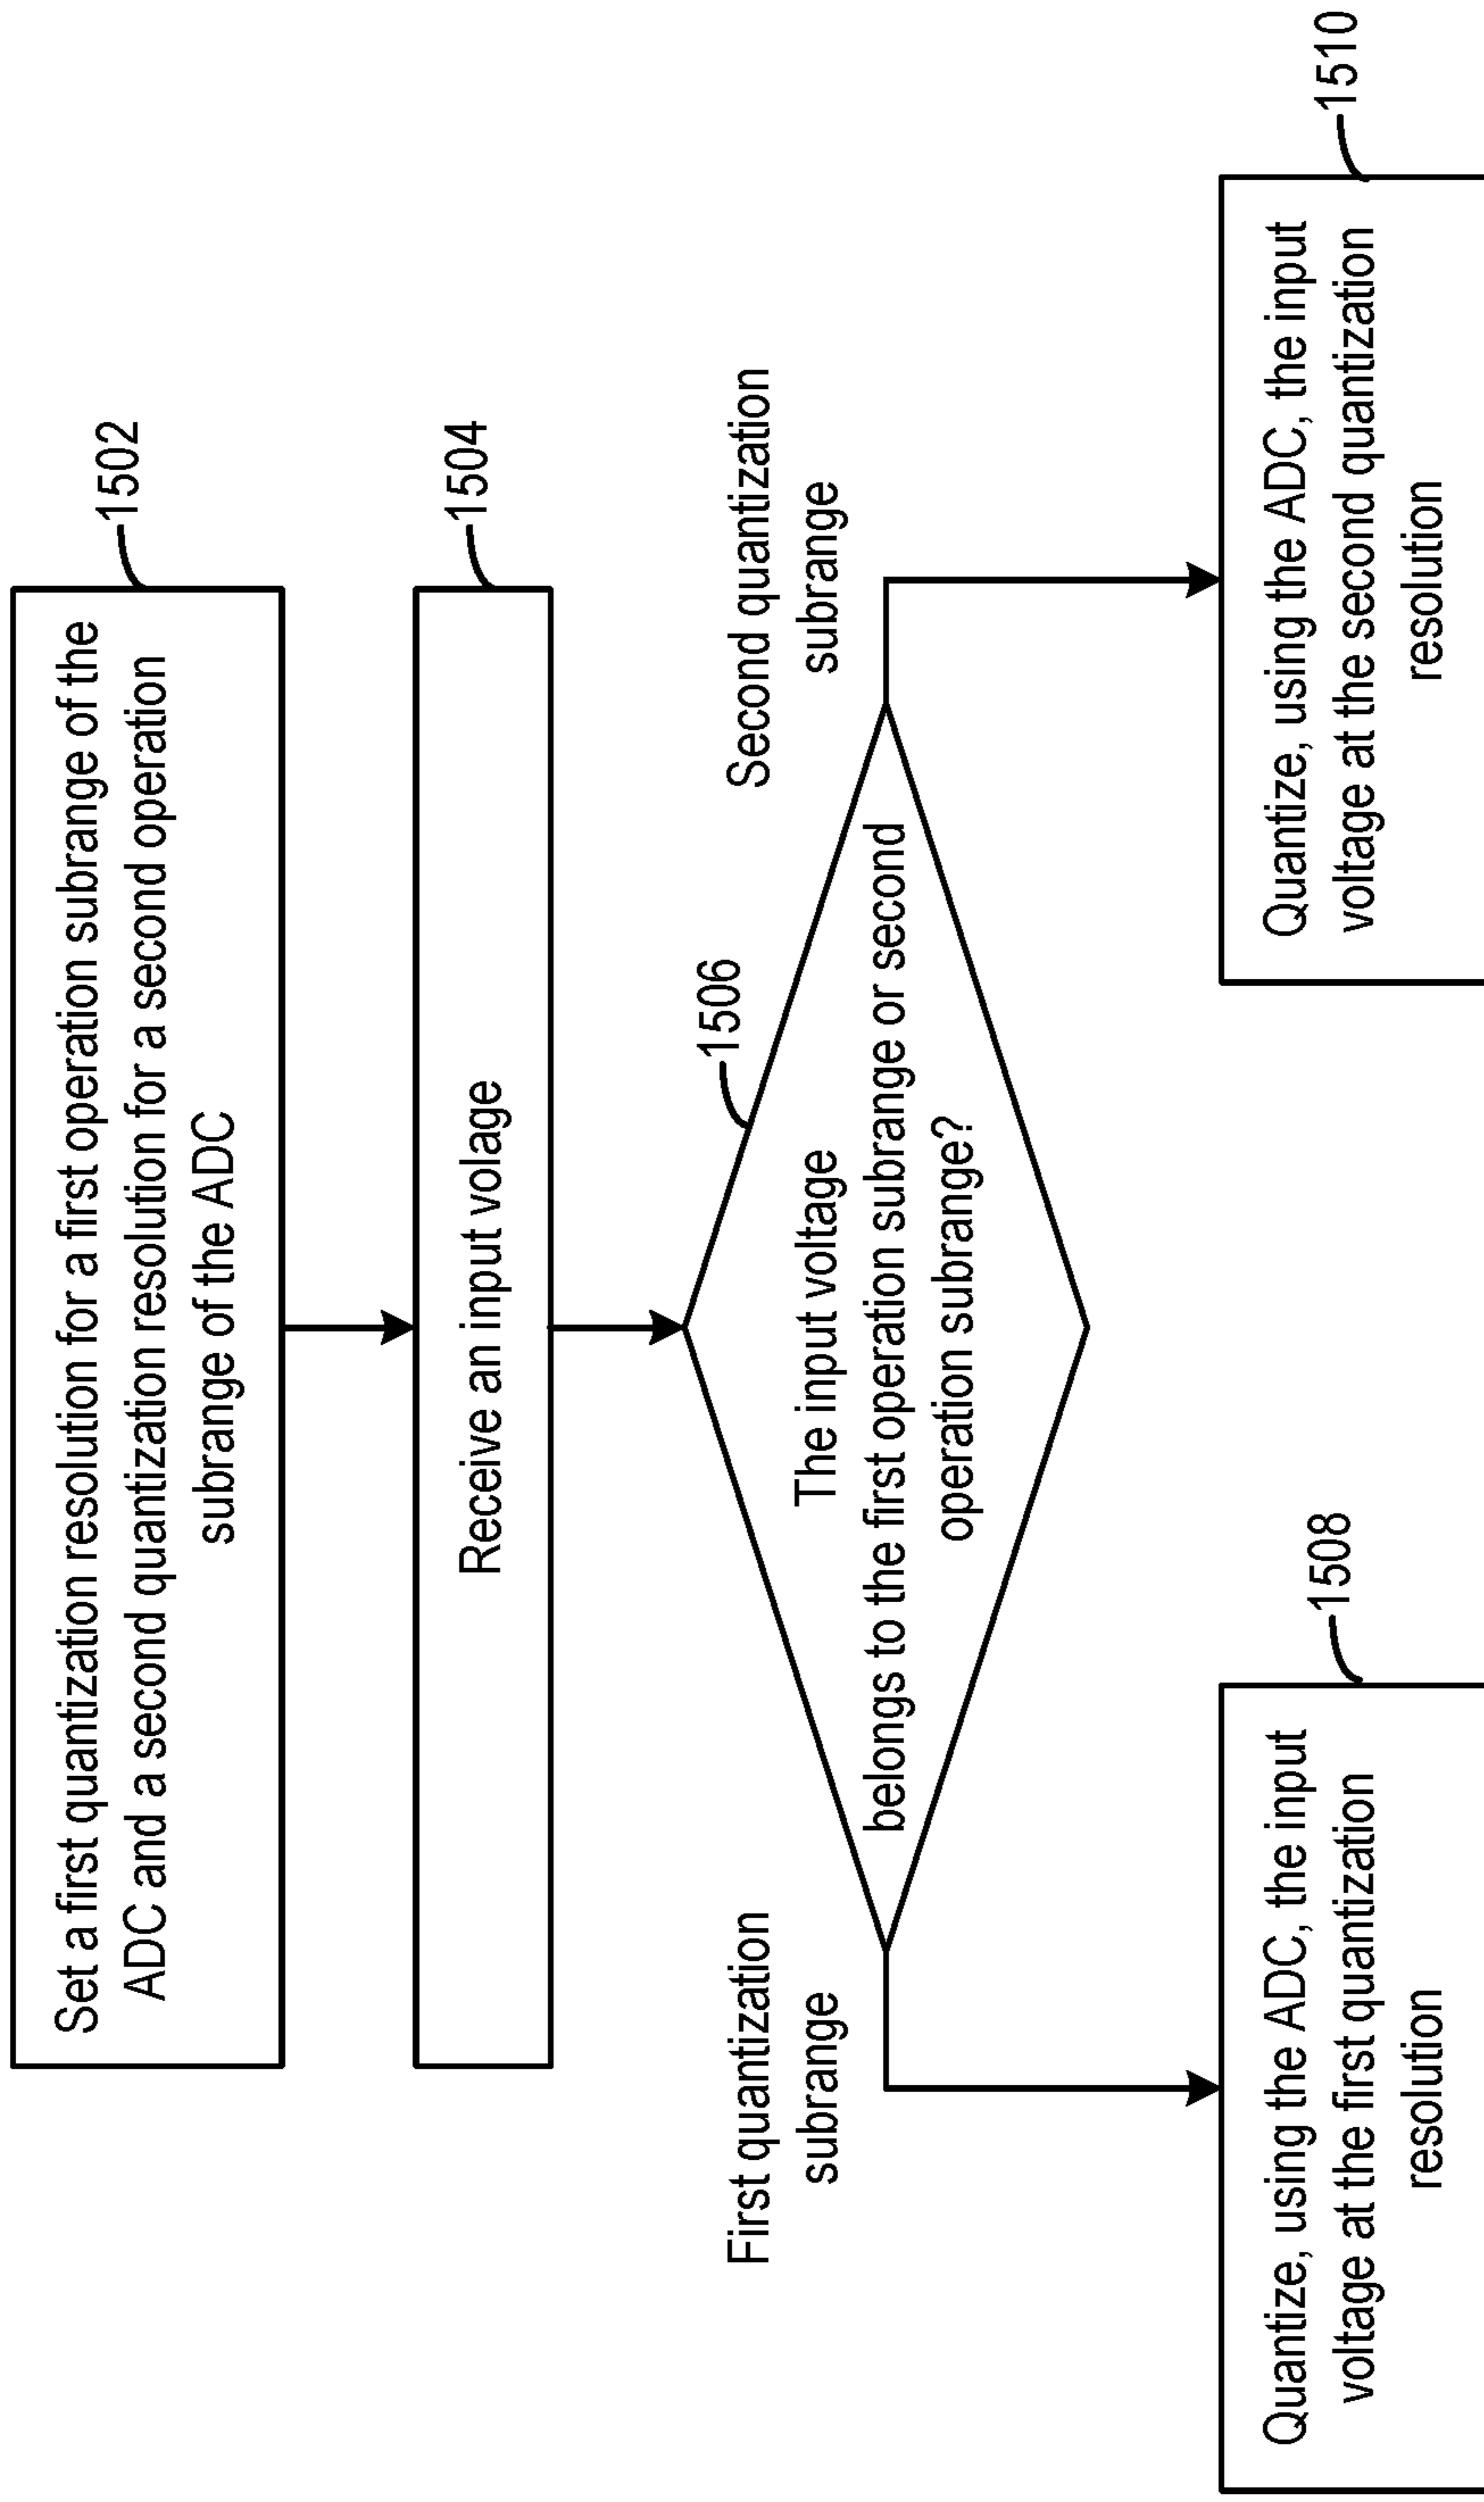 Set a first quantization resolution for a first operation subrange of the
ADC and a second quantization resolution for a second operation
subrange of the ADC
1502
Receive an input volage
1504
1506
First quantization
subrange
The input voltage
belongs to the first operation subrange or second
operation subrange?
Second quantization
subrange
1508
Quantize, using the ADC, the input
voltage at the first quantization
resolution
1510
Quantize, using the ADC, the input
voltage at the second quantization
resolution